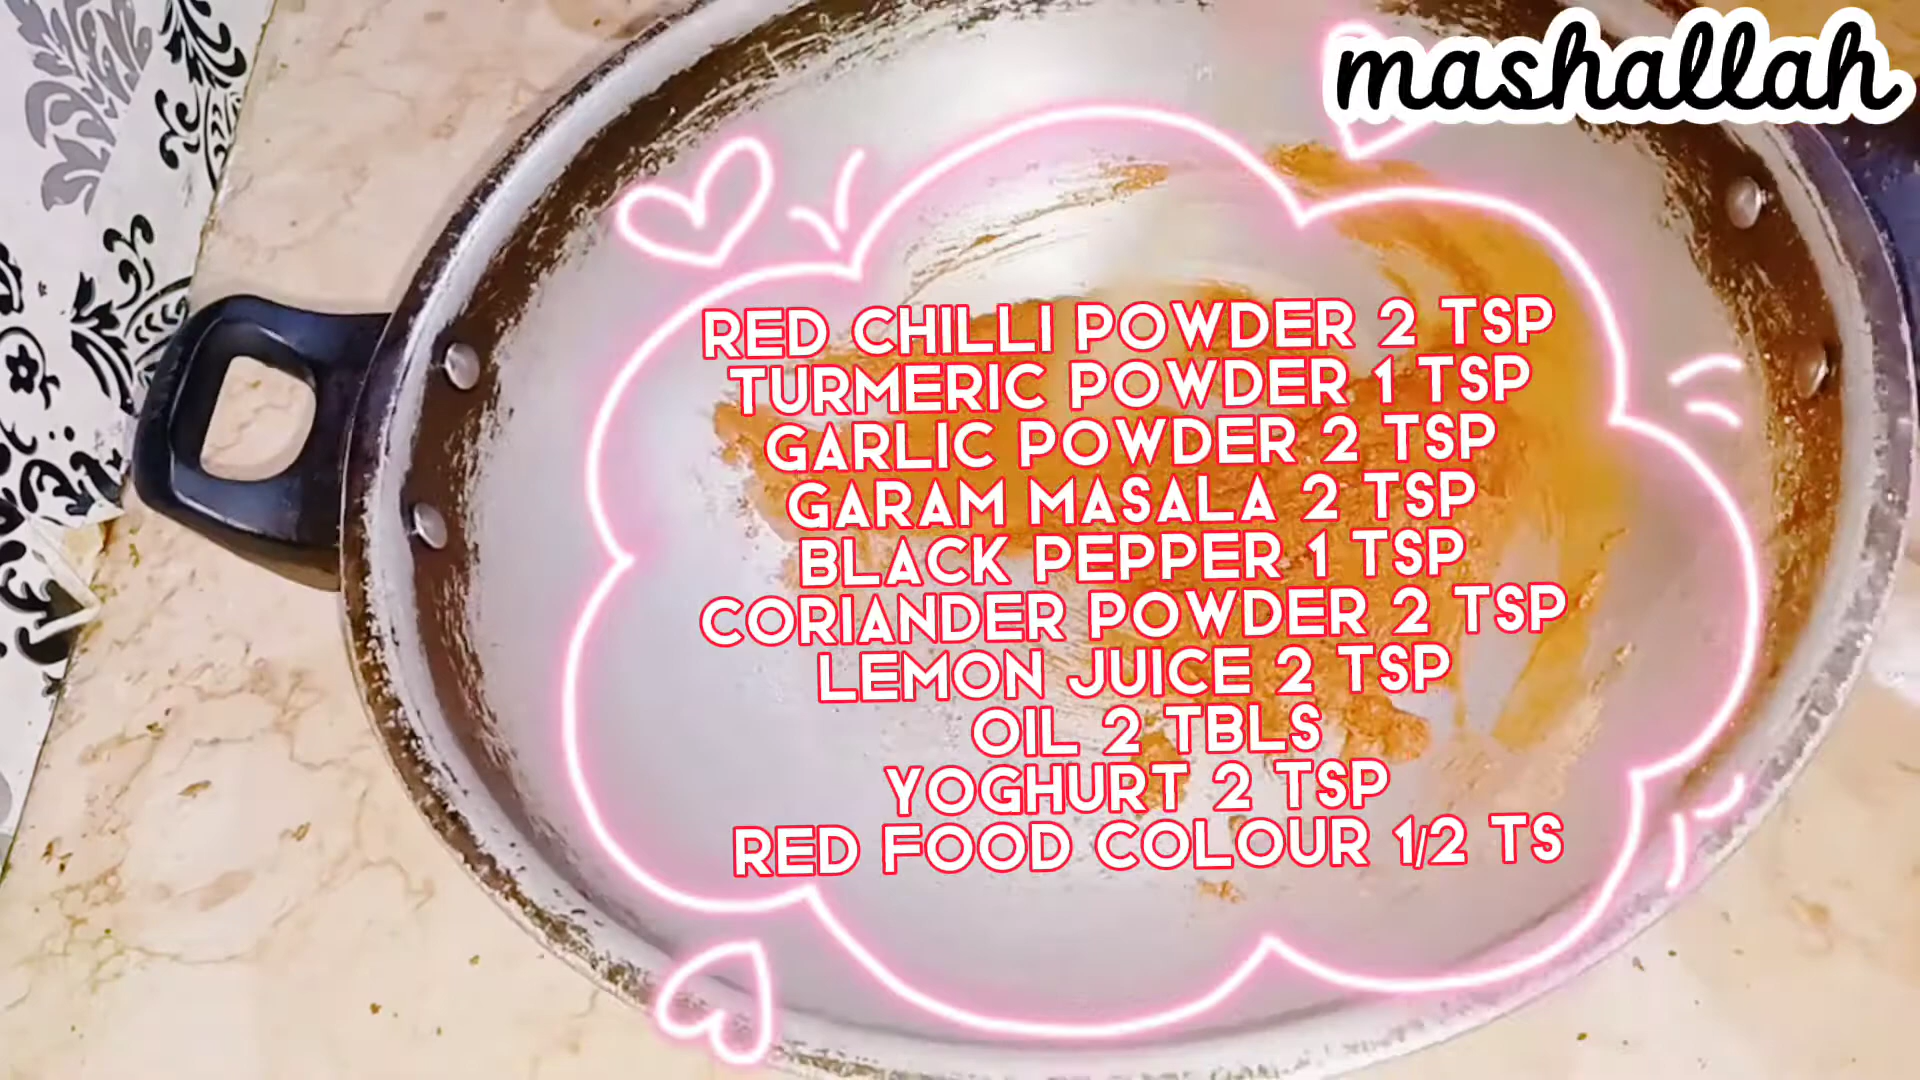 mashallah
RED CHILLI POWDER 2 TSP
TURMERIC POWDER 1 TSP
GARLIC POWDER 2 TSP
GARAM MASALA 2 TSP
BLACK PEPPER 1 TSP
CORIANDER POWDER 2 TSP
LEMON JUICE 2 TSP
OIL 2 TBLS
YOGHURT 2 TSP
RED FOOD COLOUR 1/2 TS